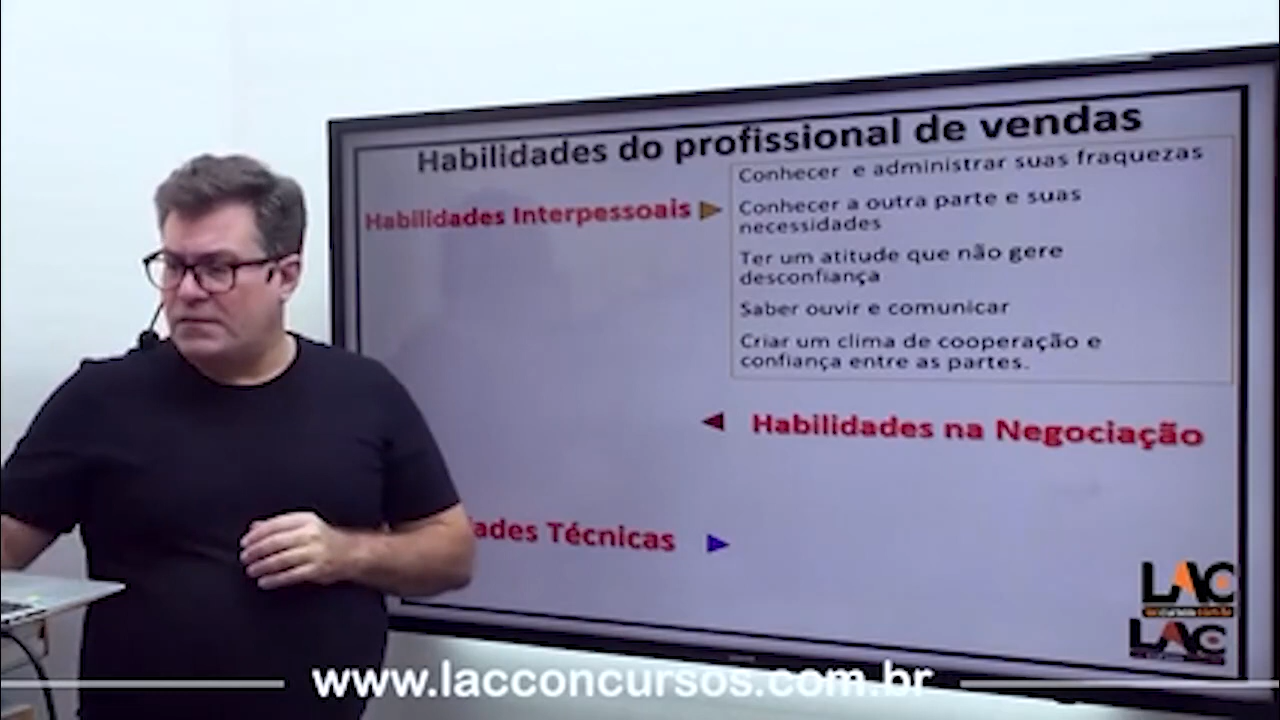 Habilidades do profissional de vendas
Habilidades Interpessoais
Conhecer e administrar suas fraquezas
Conhecer a outra parte e suas
necessidades
Ter um atitude que não gere
desconfiança
Saber ouvir e comunicar
Criar um clima de cooperação e
confiança entre as partes.
Habilidades na Negociação
ades Técnicas
LAC
LAC
www.lacconcursos.com.br